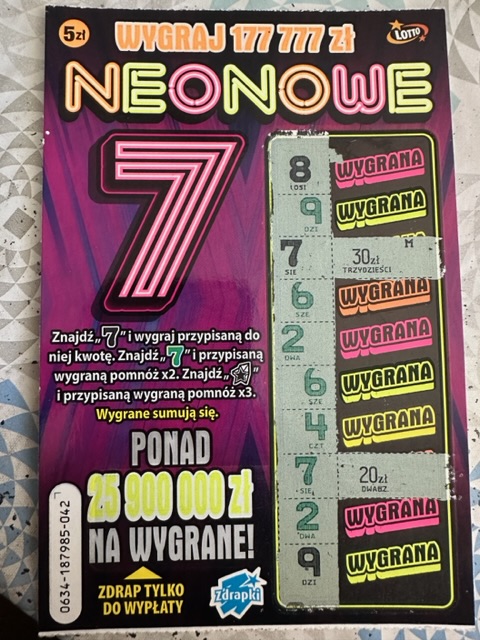 5zł
WYGRAJ 177 777 zł
LOTTO
NEONOWE
7
8 WYGRANA
9 WYGRANA
DZI
M
7 30zł
SIE TRZYDZIEŚCI
6 WYGRANA
SZE
2 WYGRANA
DWA
6 WYGRANA
SZE
4 WYGRANA
CZT
7 20zł
SIE DWADZ.
2 WYGRANA
DWA
9 WYGRANA
DZI
Znajdź „7” i wygraj przypisaną do
niej kwotę. Znajdź „7” i przypisaną
wygraną pomnóż x2. Znajdź „
”
i przypisaną wygraną pomnóż x3.
Wygrane sumują się.
PONAD
25 900 000 zł
NA WYGRANE!
ZDRAP TYLKO
DO WYPŁATY
Zdrapki
0634-187985-042